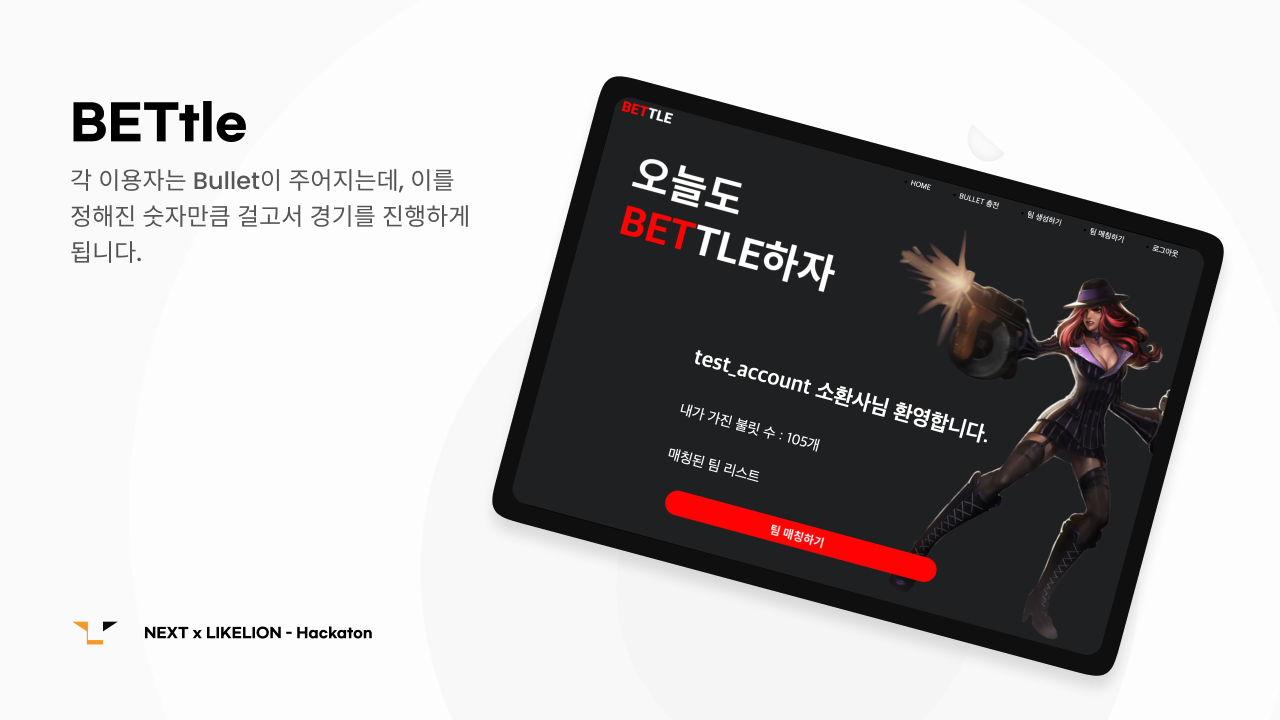 BETtle
각 이용자는 Bullet이 주어지는데, 이를
정해진 숫자만큼 걸고서 경기를 진행하게
됩니다.
NEXT x LIKELION - Hackaton
BETTLE
HOME
BULLET 충전
팀 생성하기
팀 매칭하기
로그아웃
오늘도
BETTLE하자
test_account 소환사님 환영합니다.
내가 가진 불릿 수 : 105개
매칭된 팀 리스트
팀 매칭하기